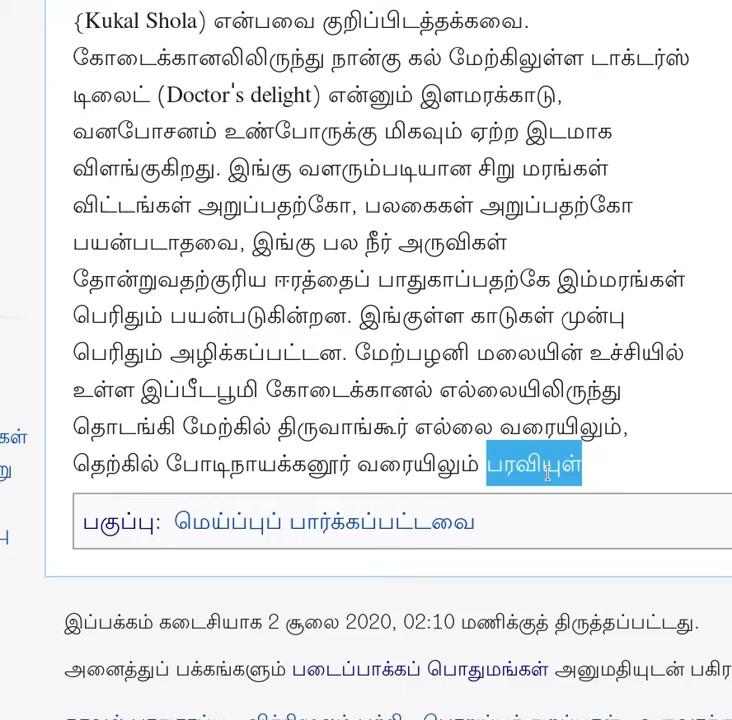 {Kukal Shola) என்பவை குறிப்பிடத்தக்கவை.
கோடைக்கானலிலிருந்து நான்கு கல் மேற்கிலுள்ள டாக்டர்ஸ்
டிலைட் (Doctor's delight) என்னும் இளமரக்காடு,
வனபோசனம் உண்போருக்கு மிகவும் ஏற்ற இடமாக
விளங்குகிறது. இங்கு வளரும்படியான சிறு மரங்கள்
விட்டங்கள் அறுப்பதற்கோ, பலகைகள் அறுப்பதற்கோ
பயன்படாதவை, இங்கு பல நீர் அருவிகள்
தோன்றுவதற்குரிய ஈரத்தைப் பாதுகாப்பதற்கே இம்மரங்கள்
பெரிதும் பயன்படுகின்றன. இங்குள்ள காடுகள் முன்பு
பெரிதும் அழிக்கப்பட்டன. மேற்பழனி மலையின் உச்சியில்
உள்ள இப்பீடபூமி கோடைக்கானல் எல்லையிலிருந்து
தொடங்கி மேற்கில் திருவாங்கூர் எல்லை வரையிலும்,
தெற்கில் போடிநாயக்கனூர் வரையிலும் பரவியுள்
பகுப்பு: மெய்ப்புப் பார்க்கப்பட்டவை
இப்பக்கம் கடைசியாக 2 சூலை 2020, 02:10 மணிக்குத் திருத்தப்பட்டது.
அனைத்துப் பக்கங்களும் படைப்பாக்கப் பொதுமங்கள் அனுமதியுடன் பகிர